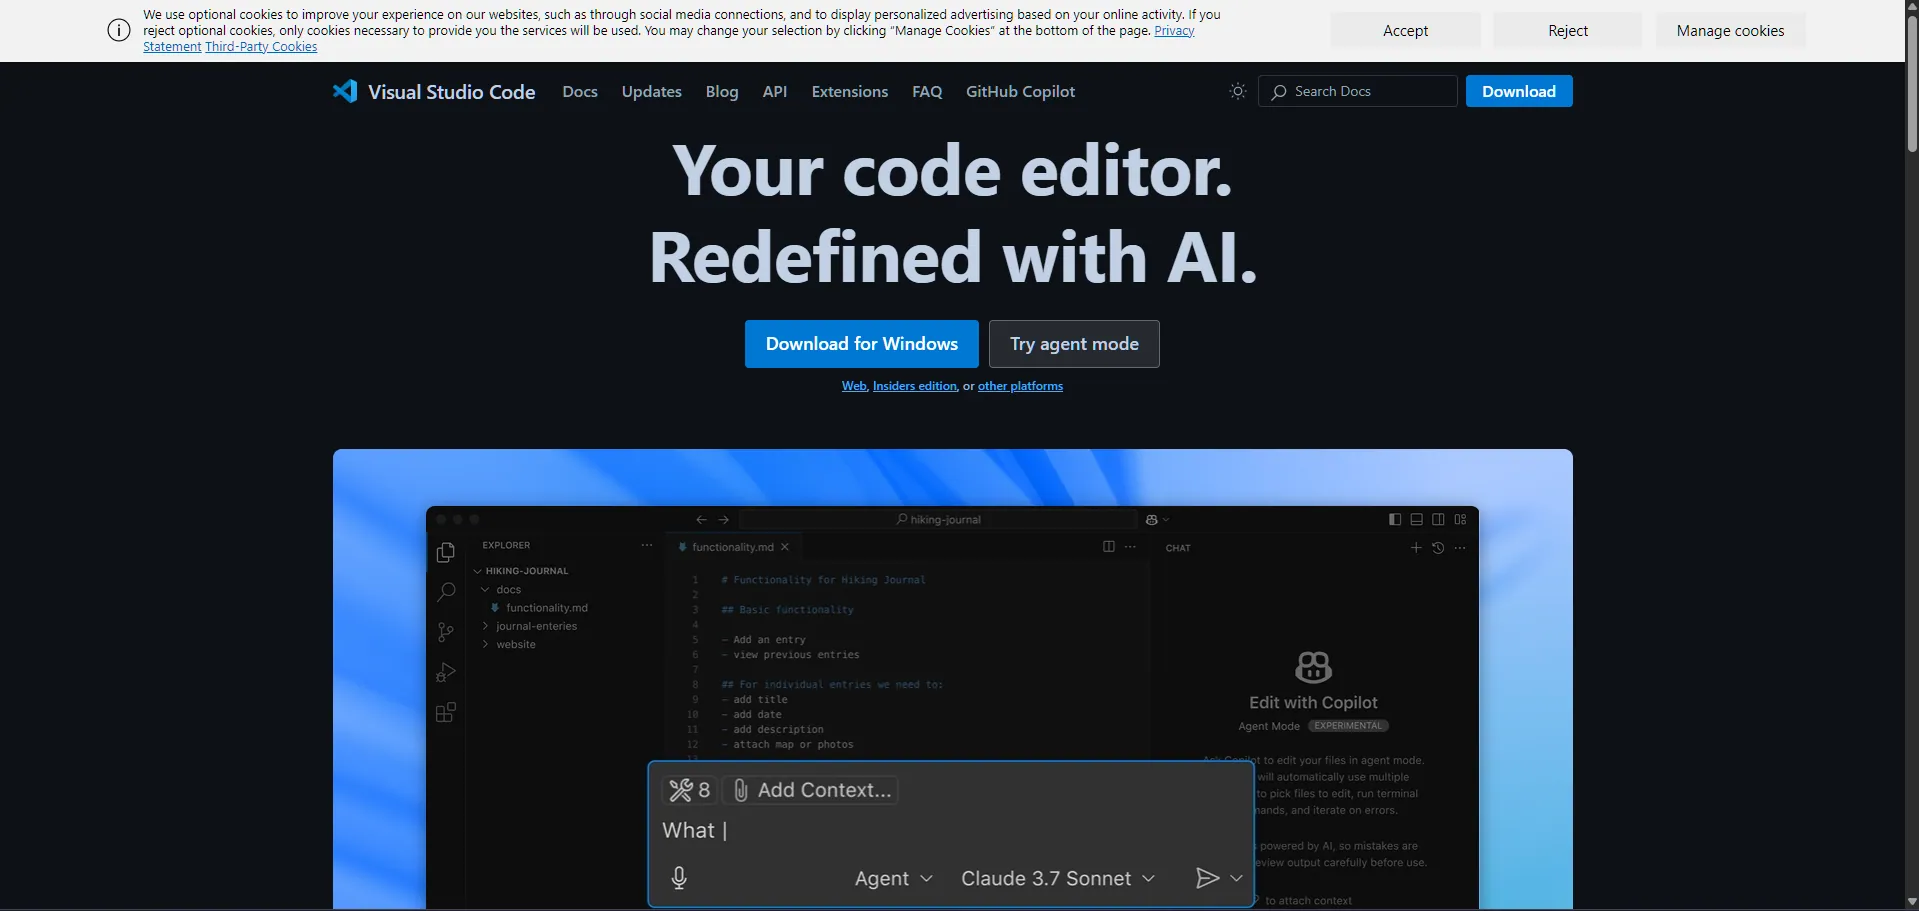 We use optional cookies to improve your experience on our websites, such as through social media connections, and to display personalized advertising based on your online activity. If you
reject optional cookies, only cookies necessary to provide you the services will be used. You may change your selection by clicking “Manage Cookies” at the bottom of the page. Privacy
Statement Third-Party Cookies
Accept
Reject
Manage cookies
Visual Studio Code
Docs
Updates
Blog
API
Extensions
FAQ
GitHub Copilot
Search Docs
Download
Your code editor.
Redefined with AI.
Download for Windows
Try agent mode
Web, Insiders edition, or other platforms
hiking-journal
EXPLORER
HIKING-JOURNAL
docs
functionality.md
journal-enteries
website
functionality.md
1 # Functionality for Hiking Journal
2
3 ## Basic functionality
4
5 – Add an entry
6 – view previous entries
7
8 ## For individual entries we need to:
9 – add title
10 – add date
11 – add description
12 – attach map or photos
13
CHAT
Edit with Copilot
Agent Mode EXPERIMENTAL
Ask Copilot to edit your files in agent mode.
will automatically use multiple
to pick files to edit, run terminal
and iterate on errors.
powered by AI, so mistakes are
output carefully before use.
to attach context
8 Add Context...
What
Agent
Claude 3.7 Sonnet